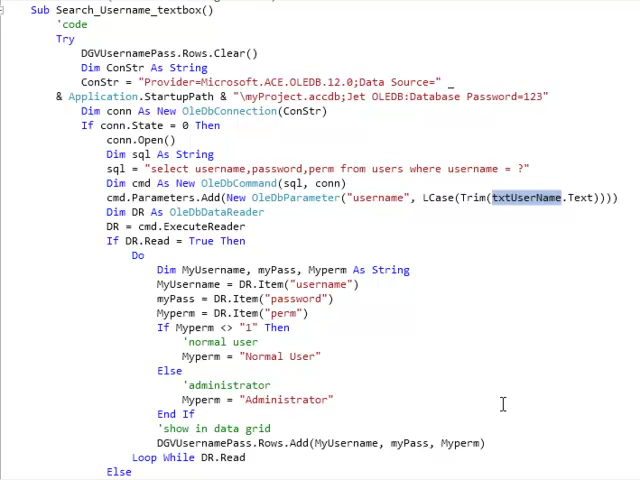 Sub Search_Username_textbox()
'code
Try
DGVUsernamePass.Rows.Clear()
Dim ConStr As String
ConStr = "Provider=Microsoft.ACE.OLEDB.12.0;Data Source=" _
& Application.StartupPath & "\myProject.accdb;Jet OLEDB:Database Password=123"
Dim conn As New OleDbConnection(ConStr)
If conn.State = 0 Then
conn.Open()
Dim sql As String
sql = "select username,password,perm from users where username = ?"
Dim cmd As New OleDbCommand(sql, conn)
cmd.Parameters.Add(New OleDbParameter("username", LCase(Trim(txtUserName.Text))))
Dim DR As OleDbDataReader
DR = cmd.ExecuteReader
If DR.Read = True Then
Do
Dim MyUsername, myPass, Myperm As String
MyUsername = DR.Item("username")
myPass = DR.Item("password")
Myperm = DR.Item("perm")
If Myperm <> "1" Then
'normal user
Myperm = "Normal User"
Else
'administrator
Myperm = "Administrator"
End If
'show in data grid
DGVUsernamePass.Rows.Add(MyUsername, myPass, Myperm)
Loop While DR.Read
Else